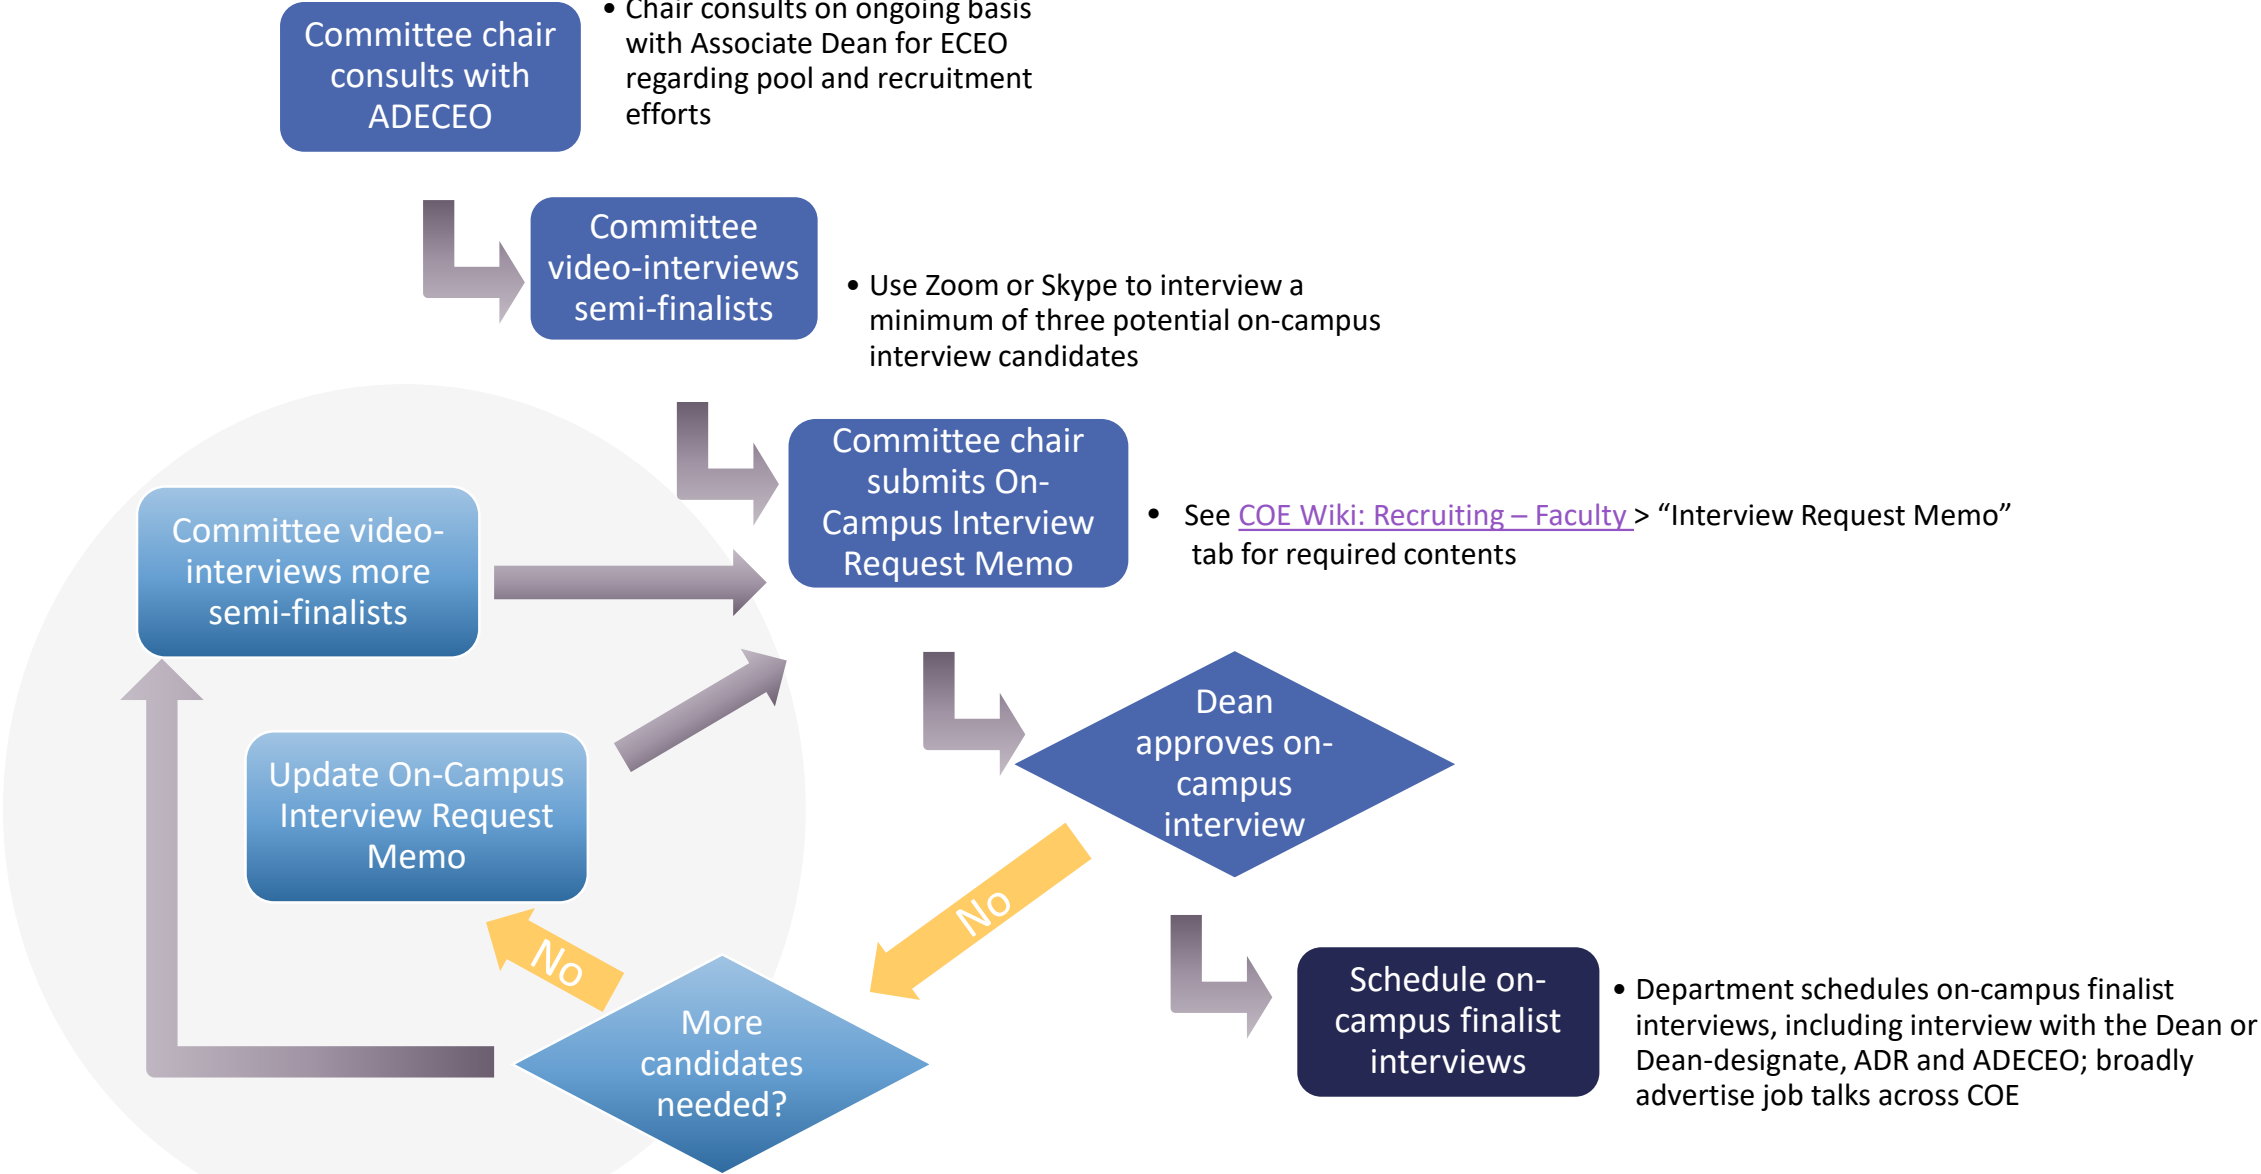 Committee chair
consults with
ADECEO
• Chair consults on ongoing basis
with Associate Dean for ECEO
regarding pool and recruitment
efforts
Committee
video-interviews
semi-finalists
• Use Zoom or Skype to interview a
minimum of three potential on-campus
interview candidates
Committee chair
submits On-
Campus Interview
Request Memo
• See COE Wiki: Recruiting – Faculty > “Interview Request Memo”
tab for required contents
Committee video-
interviews more
semi-finalists
Dean
approves on-
campus
interview
Update On-Campus
Interview Request
Memo
No
No
More
candidates
needed?
Schedule on-
campus finalist
interviews
• Department schedules on-campus finalist
interviews, including interview with the Dean or
Dean-designate, ADR and ADECEO; broadly
advertise job talks across COE